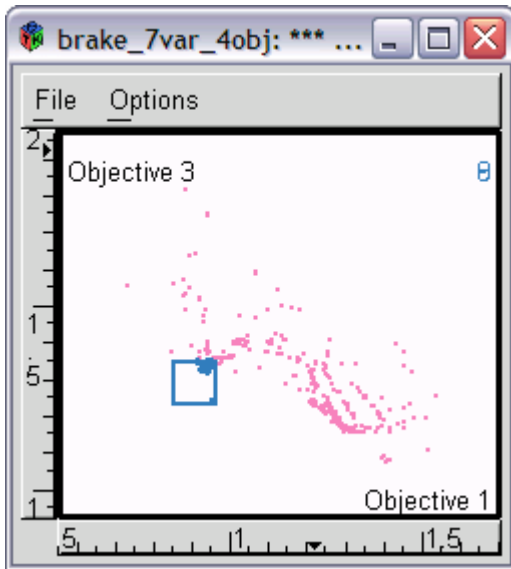 brake_7var_4obj: *** ...
File Options
2
Objective 3
θ
1
5
1
Objective 1
5 1 1,5